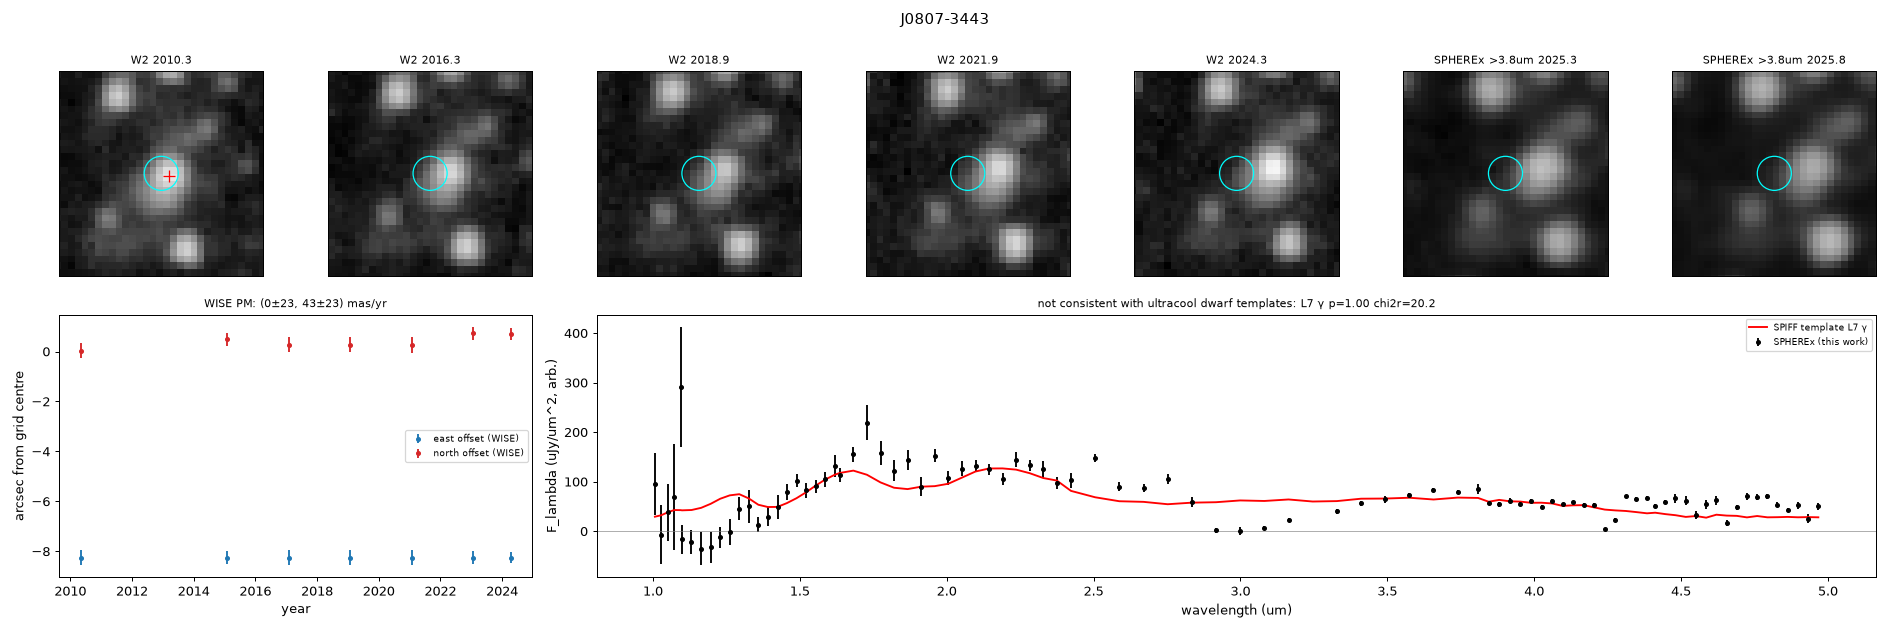 J0807-3443
W2 2010.3
W2 2016.3
W2 2018.9
W2 2021.9
W2 2024.3
SPHEREx >3.8um 2025.3
SPHEREx >3.8um 2025.8
WISE PM: (0±23, 43±23) mas/yr
0
−2
−4
−6
−8
arcsec from grid centre
east offset (WISE)
north offset (WISE)
2010
2012
2014
2016
2018
2020
2022
2024
year
not consistent with ultracool dwarf templates: L7 γ p=1.00 chi2r=20.2
400
300
200
100
0
F_lambda (uJy/um^2, arb.)
SPIFF template L7 γ
SPHEREx (this work)
1.0
1.5
2.0
2.5
3.0
3.5
4.0
4.5
5.0
wavelength (um)